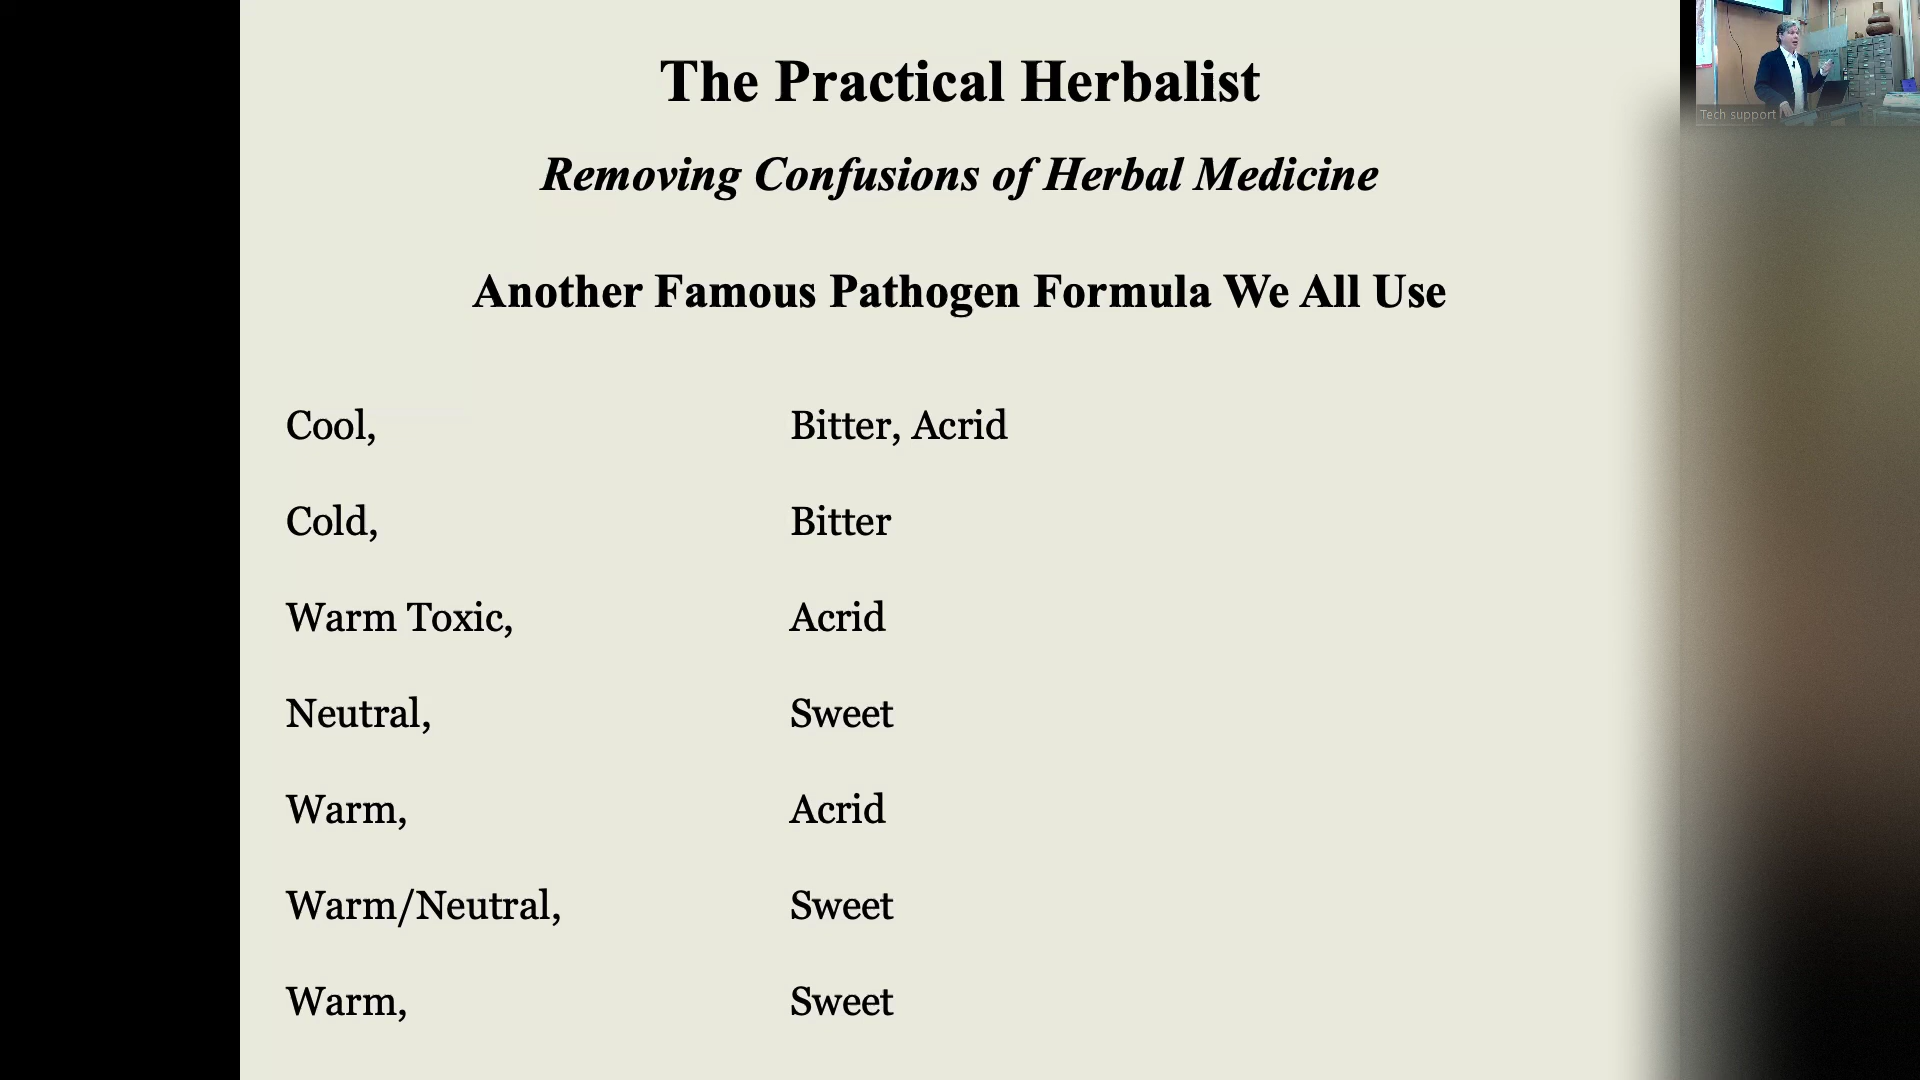 The Practical Herbalist
Removing Confusions of Herbal Medicine
Another Famous Pathogen Formula We All Use
Cool, Bitter, Acrid
Cold, Bitter
Warm Toxic, Acrid
Neutral, Sweet
Warm, Acrid
Warm/Neutral, Sweet
Warm, Sweet
Tech support